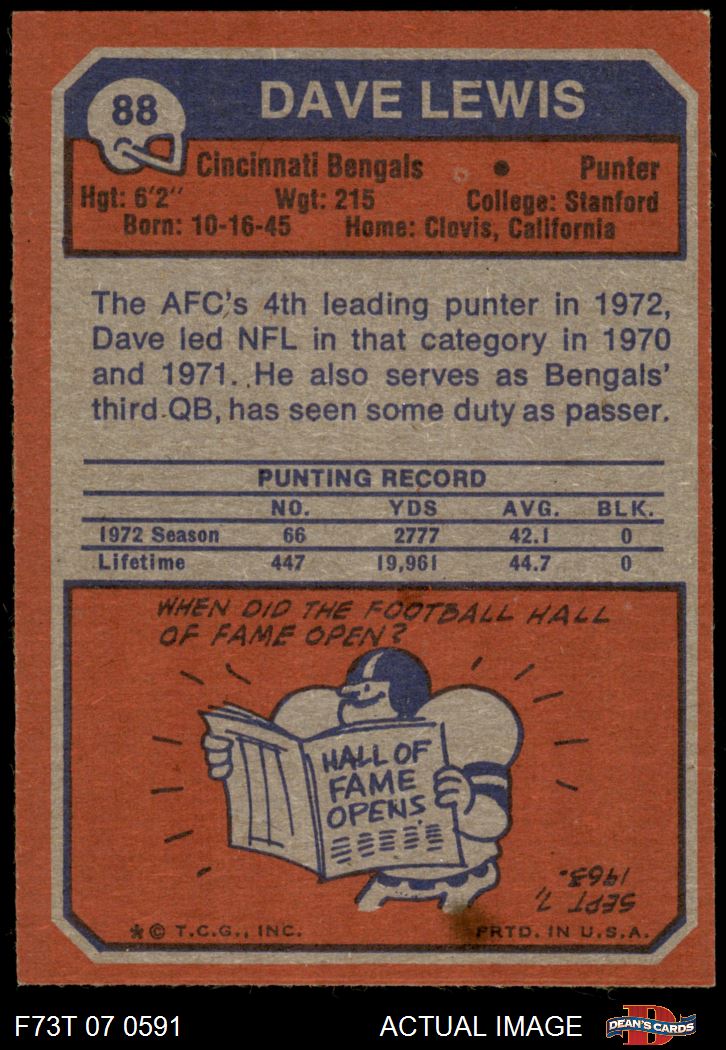 88
DAVE LEWIS
Cincinnati Bengals • Punter
Hgt: 6'2" Wgt: 215 College: Stanford
Born: 10-16-45 Home: Clovis, California
The AFC's 4th leading punter in 1972,
Dave led NFL in that category in 1970
and 1971. He also serves as Bengals'
third QB, has seen some duty as passer.
PUNTING RECORD
NO. YDS AVG. BLK.
1972 Season 66 2777 42.1 0
Lifetime 447 19,961 44.7 0
WHEN DID THE FOOTBALL HALL
OF FAME OPEN?
HALL OF
FAME
OPENS
SEPT 7,
1963.
* © T.C.G., INC. PRTD. IN U.S.A.
F73T 07 0591 ACTUAL IMAGE
DEAN'S CARDS